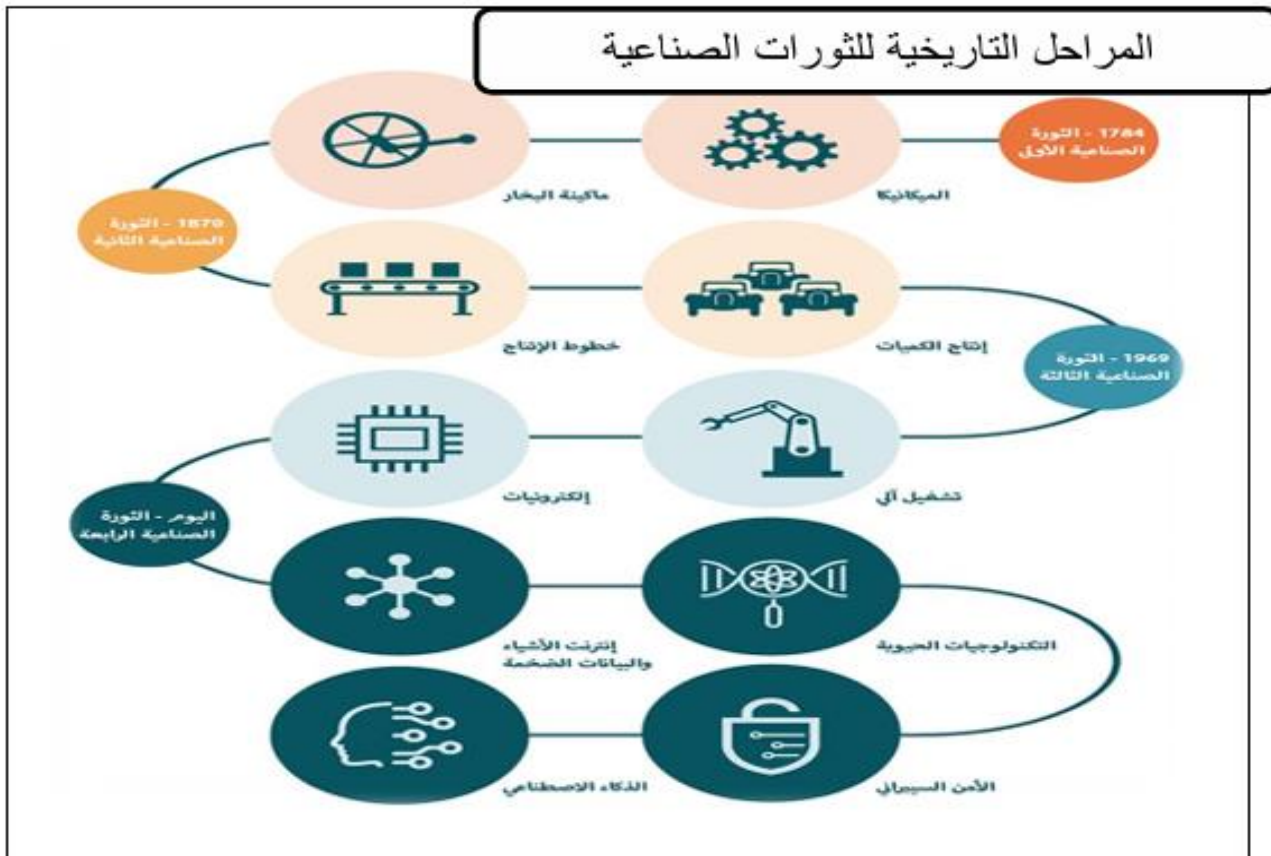 المراحل التاريخية للثورات الصناعية
1784 - الثورة
الصناعية الأولى
الميكانيكا
ماكينة البخار
1870 - الثورة
الصناعية الثانية
خطوط الإنتاج
إنتاج الكميات
1969 - الثورة
الصناعية الثالثة
تشغيل آلي
إلكترونيات
اليوم - الثورة
الصناعية الرابعة
إنترنت الأشياء
والبيانات الضخمة
التكنولوجيات الحيوية
الأمن السيبراني
الذكاء الاصطناعي